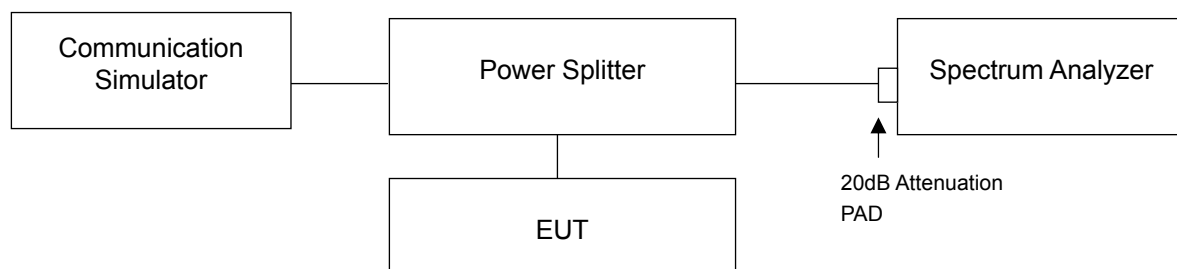 Communication
Simulator
Power Splitter
Spectrum Analyzer
20dB Attenuation
PAD
EUT